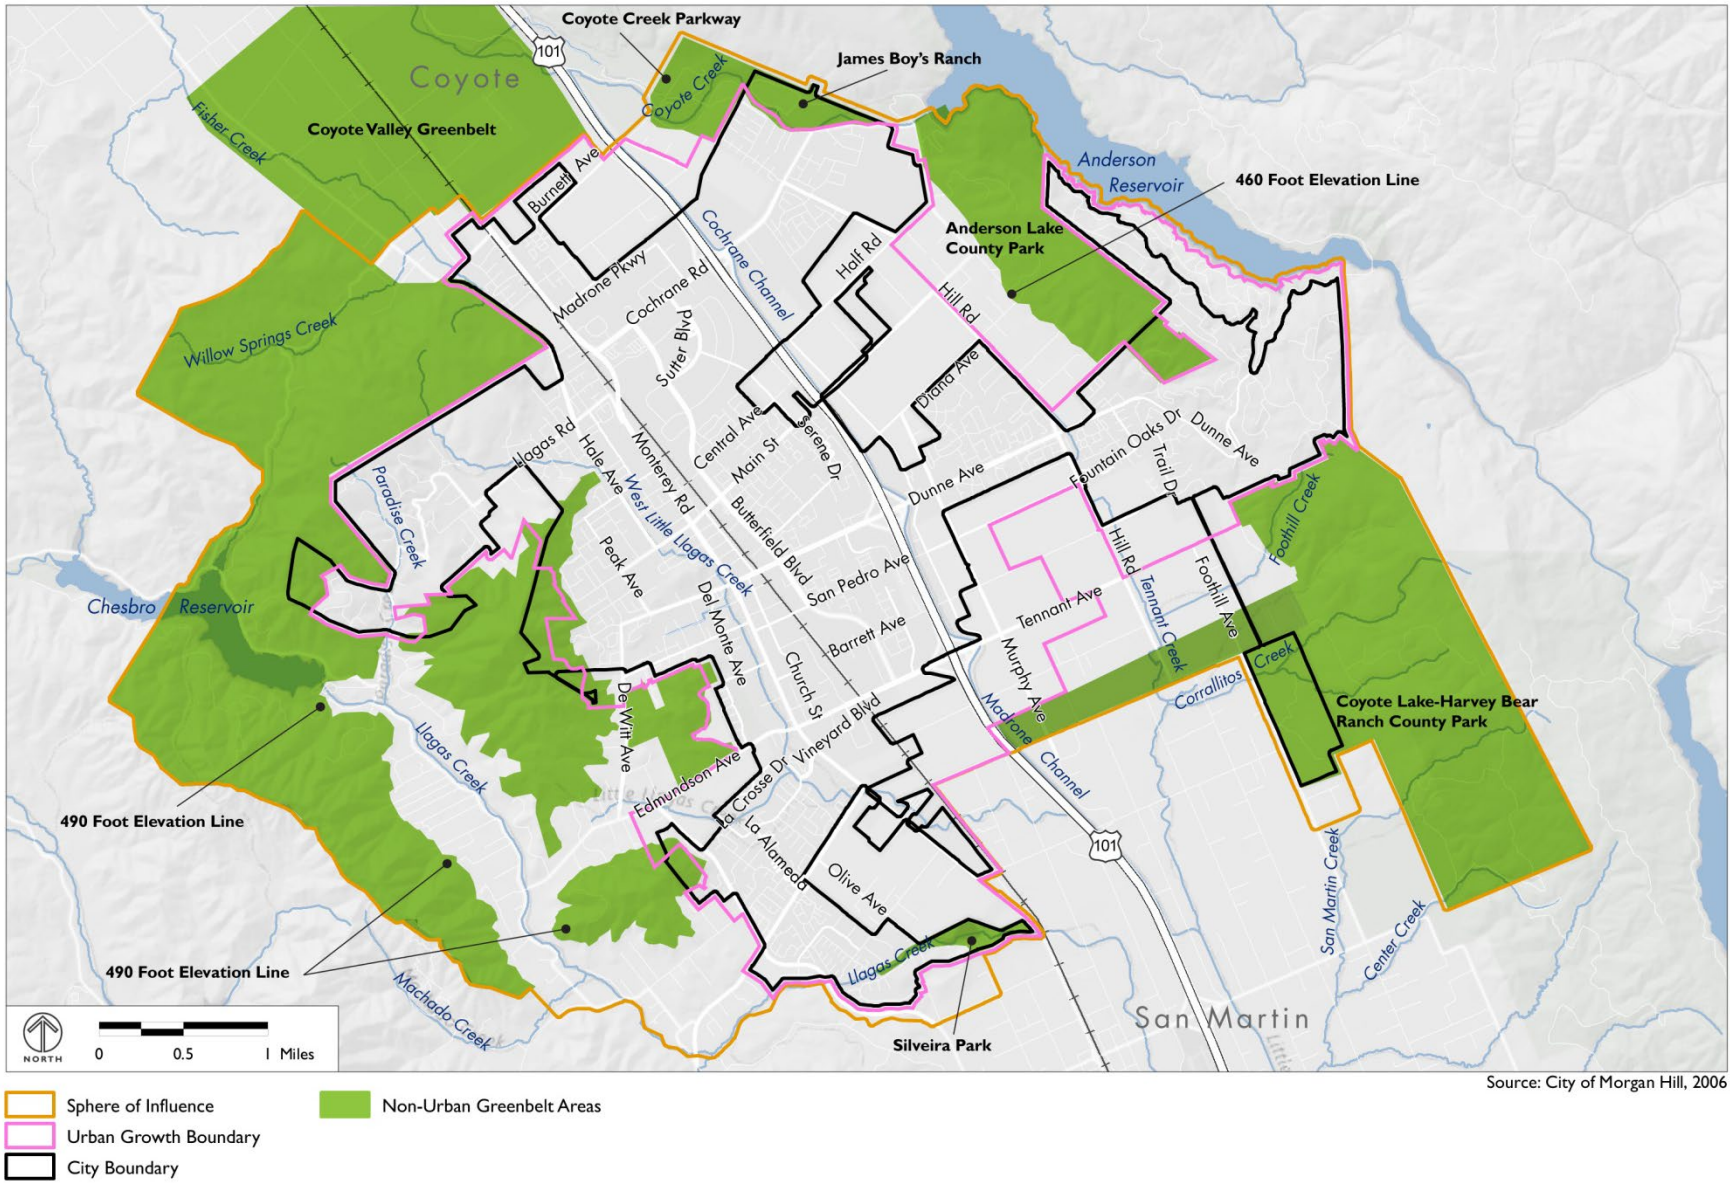 Coyote Creek Parkway
101
James Boy's Ranch
Coyote
Coyote Creek
Fisher Creek
Coyote Valley Greenbelt
Anderson
Reservoir
460 Foot Elevation Line
Burnett Ave
Cochrane Channel
Anderson Lake
County Park
Half Rd
Madrone Pkwy
Cochrane Rd
Hill Rd
Willow Springs Creek
Sutter Blvd
Diana Ave
Central Ave
Main St
Serene Dr
Fountain Oaks Dr
Dunne Ave
Trail Dr
Llagas Rd
Hale Ave
Monterey Rd
West Little Llagas Creek
Dunne Ave
Paradise Creek
Butterfield Blvd
Foothill Creek
Peak Ave
San Pedro Ave
Hill Rd
Foothill Ave
Tennant Creek
Chesbro Reservoir
Del Monte Ave
Tennant Ave
Barrett Ave
Murphy Ave
Church St
Creek
Corrallitos
Coyote Lake-Harvey Bear
Ranch County Park
De Witt Ave
Vineyard Blvd
Madrone Channel
Llagas Creek
Edmundson Ave
La Crosse Dr
490 Foot Elevation Line
La Alameda
101
Olive Ave
San Martin Creek
Center Creek
Llagas Creek
490 Foot Elevation Line
Machado Creek
San Martin
Little
Silveira Park
NORTH
0 0.5 1 Miles
Source: City of Morgan Hill, 2006
Sphere of Influence
Non-Urban Greenbelt Areas
Urban Growth Boundary
City Boundary